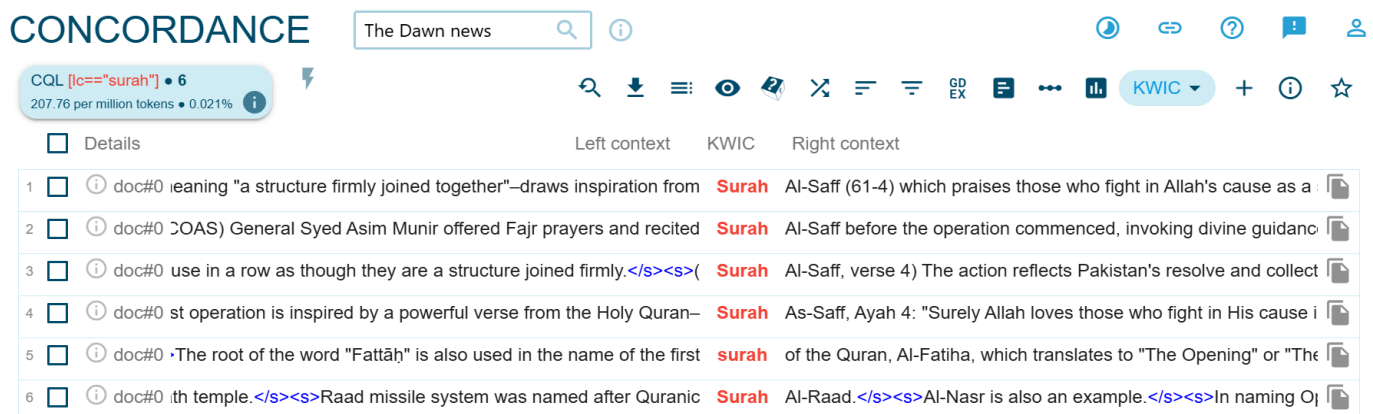 CONCORDANCE
The Dawn news
CQL [lc=="surah"] ● 6
207.76 per million tokens ● 0.021%
GD
EX
KWIC
Details Left context KWIC Right context
1 doc#0 meaning "a structure firmly joined together"–draws inspiration from Surah Al-Saff (61-4) which praises those who fight in Allah's cause as a
2 doc#0 COAS) General Syed Asim Munir offered Fajr prayers and recited Surah Al-Saff before the operation commenced, invoking divine guidanc
3 doc#0 use in a row as though they are a structure joined firmly.</s><s>( Surah Al-Saff, verse 4) The action reflects Pakistan's resolve and collect
4 doc#0 st operation is inspired by a powerful verse from the Holy Quran– Surah As-Saff, Ayah 4: "Surely Allah loves those who fight in His cause i
5 doc#0 The root of the word "Fattāḥ" is also used in the name of the first surah of the Quran, Al-Fatiha, which translates to "The Opening" or "The
6 doc#0 th temple.</s><s>Raad missile system was named after Quranic Surah Al-Raad.</s><s>Al-Nasr is also an example.</s><s>In naming Op